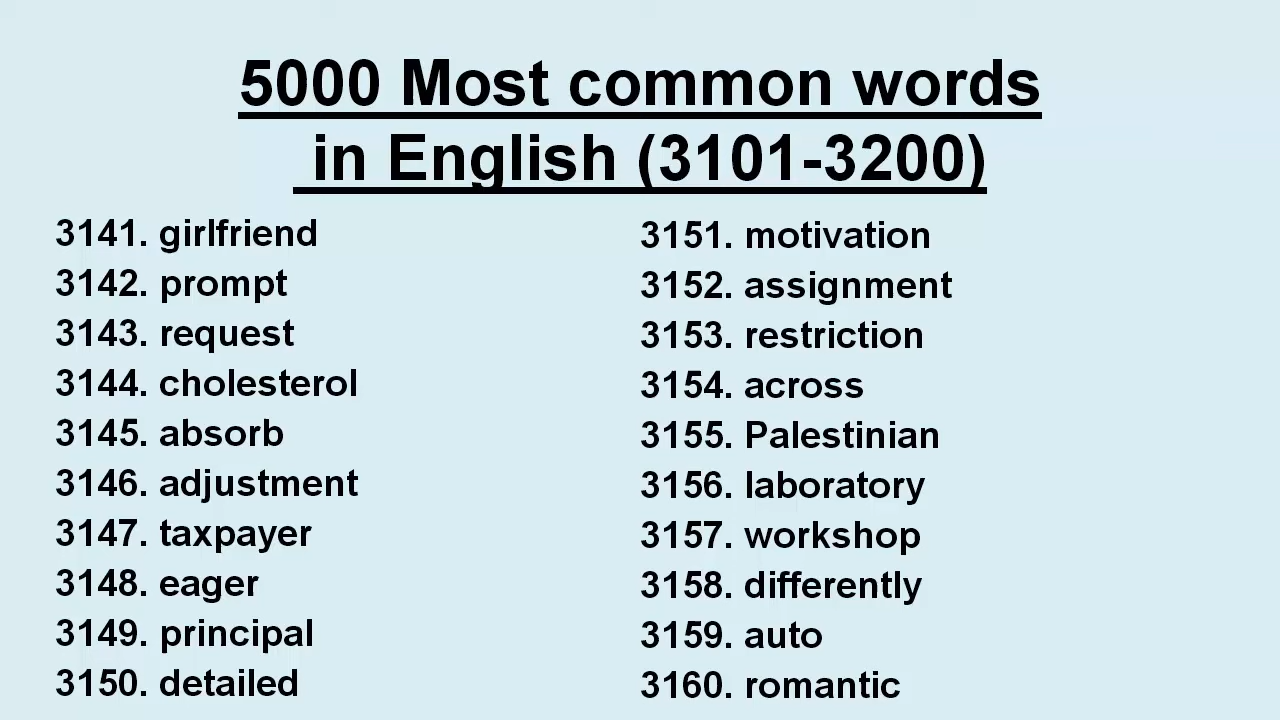 5000 Most common words
in English (3101-3200)
3141. girlfriend
3142. prompt
3143. request
3144. cholesterol
3145. absorb
3146. adjustment
3147. taxpayer
3148. eager
3149. principal
3150. detailed
3151. motivation
3152. assignment
3153. restriction
3154. across
3155. Palestinian
3156. laboratory
3157. workshop
3158. differently
3159. auto
3160. romantic